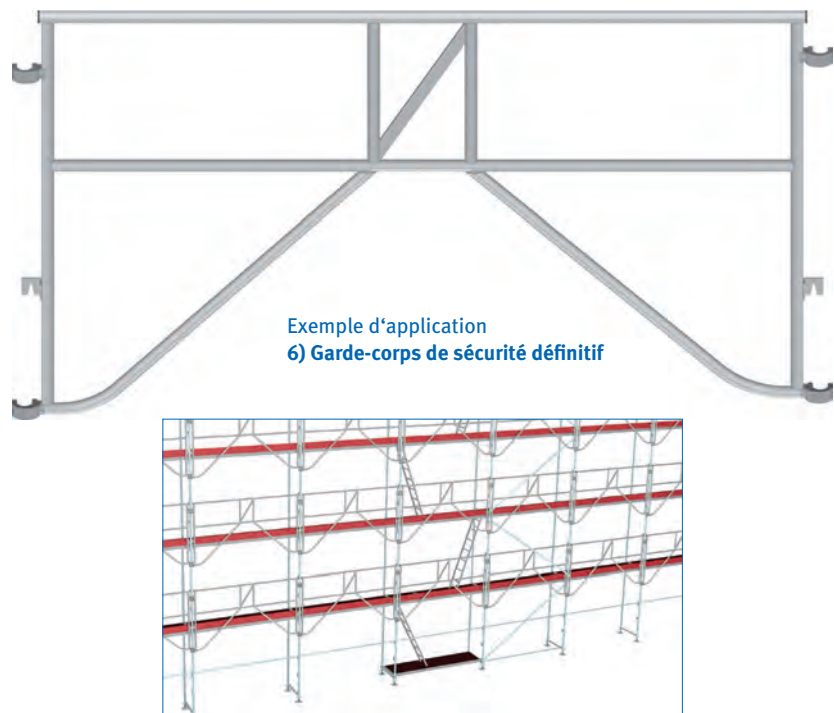 Exemple d‘application
6) Garde-corps de sécurité définitif